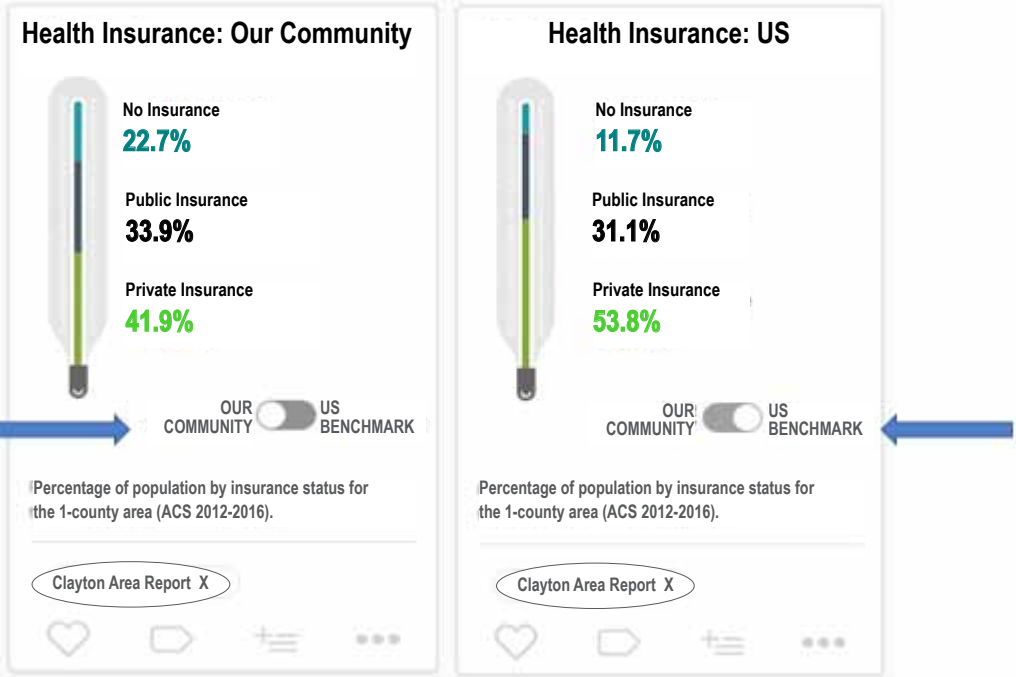 Health Insurance: Our Community
No Insurance
22.7%
Public Insurance
33.9%
Private Insurance
41.9%
OUR
COMMUNITY
US
BENCHMARK
Percentage of population by insurance status for
the 1-county area (ACS 2012-2016).
Clayton Area Report X
Health Insurance: US
No Insurance
11.7%
Public Insurance
31.1%
Private Insurance
53.8%
OUR
COMMUNITY
US
BENCHMARK
Percentage of population by insurance status for
the 1-county area (ACS 2012-2016).
Clayton Area Report X